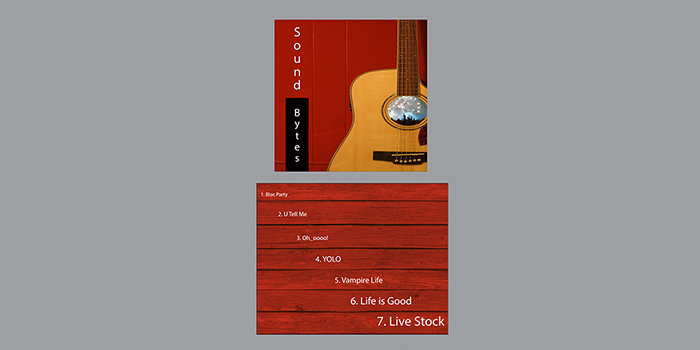 Sound
Bytes
1. Bloc Party
2. U Tell Me
3. Oh_oooo!
4. YOLO
5. Vampire Life
6. Life is Good
7. Live Stock